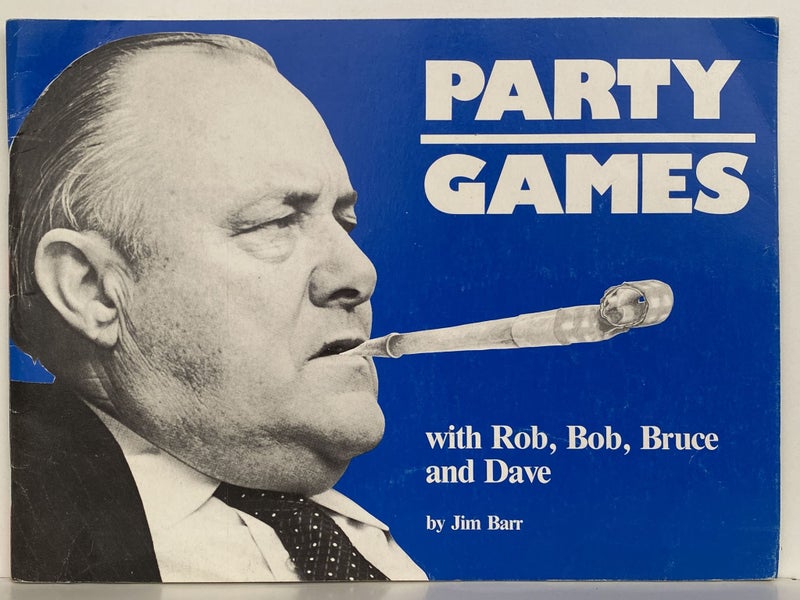 PARTY
GAMES
with Rob, Bob, Bruce
and Dave
by Jim Barr